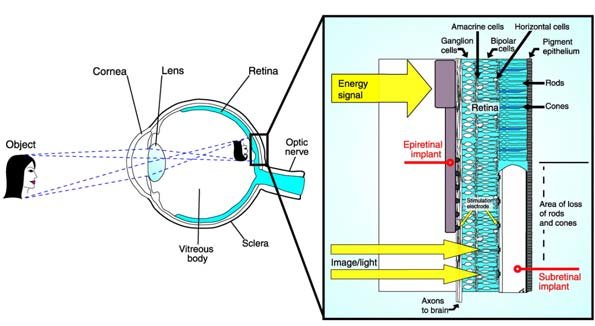 Object
Cornea
Lens
Retina
Optic
nerve
Vitreous
body
Sclera
Amacrine cells
Horizontal cells
Ganglion
cells
Bipolar
cells
Pigment
epithelium
Energy
signal
Retina
Rods
Cones
Epiretinal
implant
Stimulation
electrode
Area of loss
of rods
and cones
Image/light
Subretinal
implant
Axons
to brain